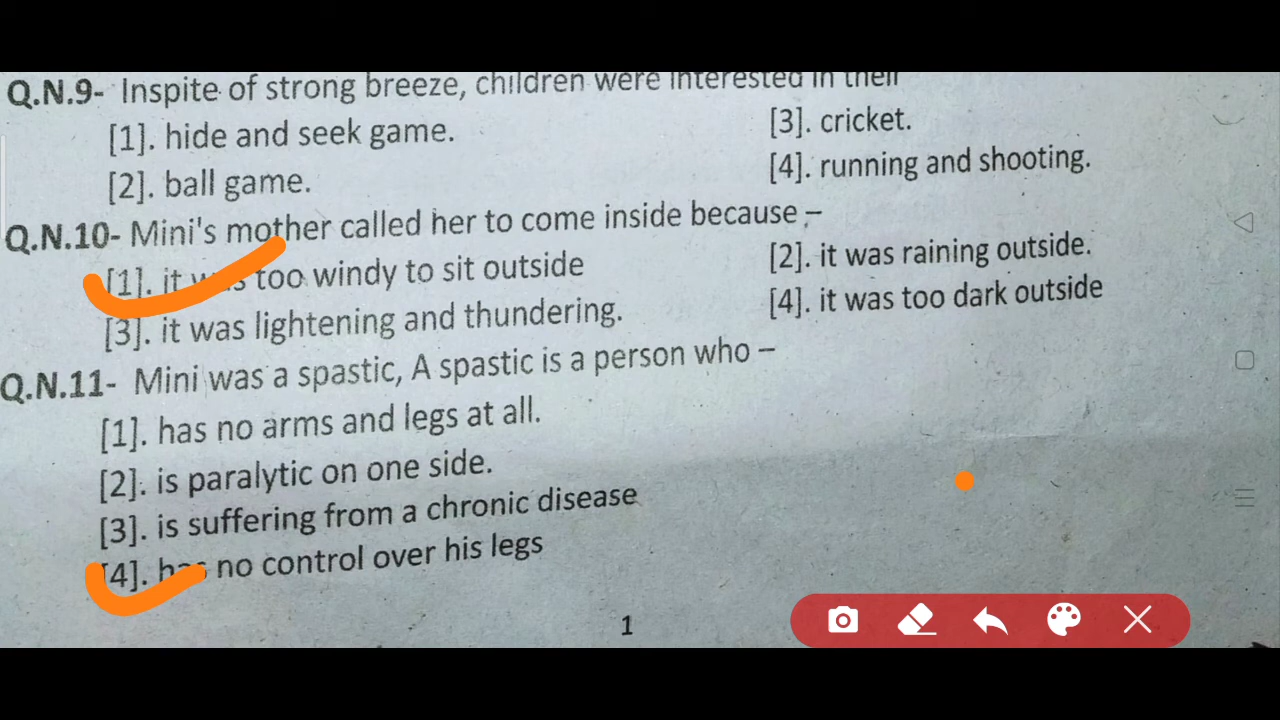 Q.N.9- Inspite of strong breeze, children were interested in their
[1]. hide and seek game.
[3]. cricket.
[2]. ball game.
[4]. running and shooting.
Q.N.10- Mini's mother called her to come inside because –
[1]. it was too windy to sit outside
[2]. it was raining outside.
[3]. it was lightening and thundering.
[4]. it was too dark outside
Q.N.11- Mini was a spastic, A spastic is a person who –
[1]. has no arms and legs at all.
[2]. is paralytic on one side.
[3]. is suffering from a chronic disease
[4]. has no control over his legs
1